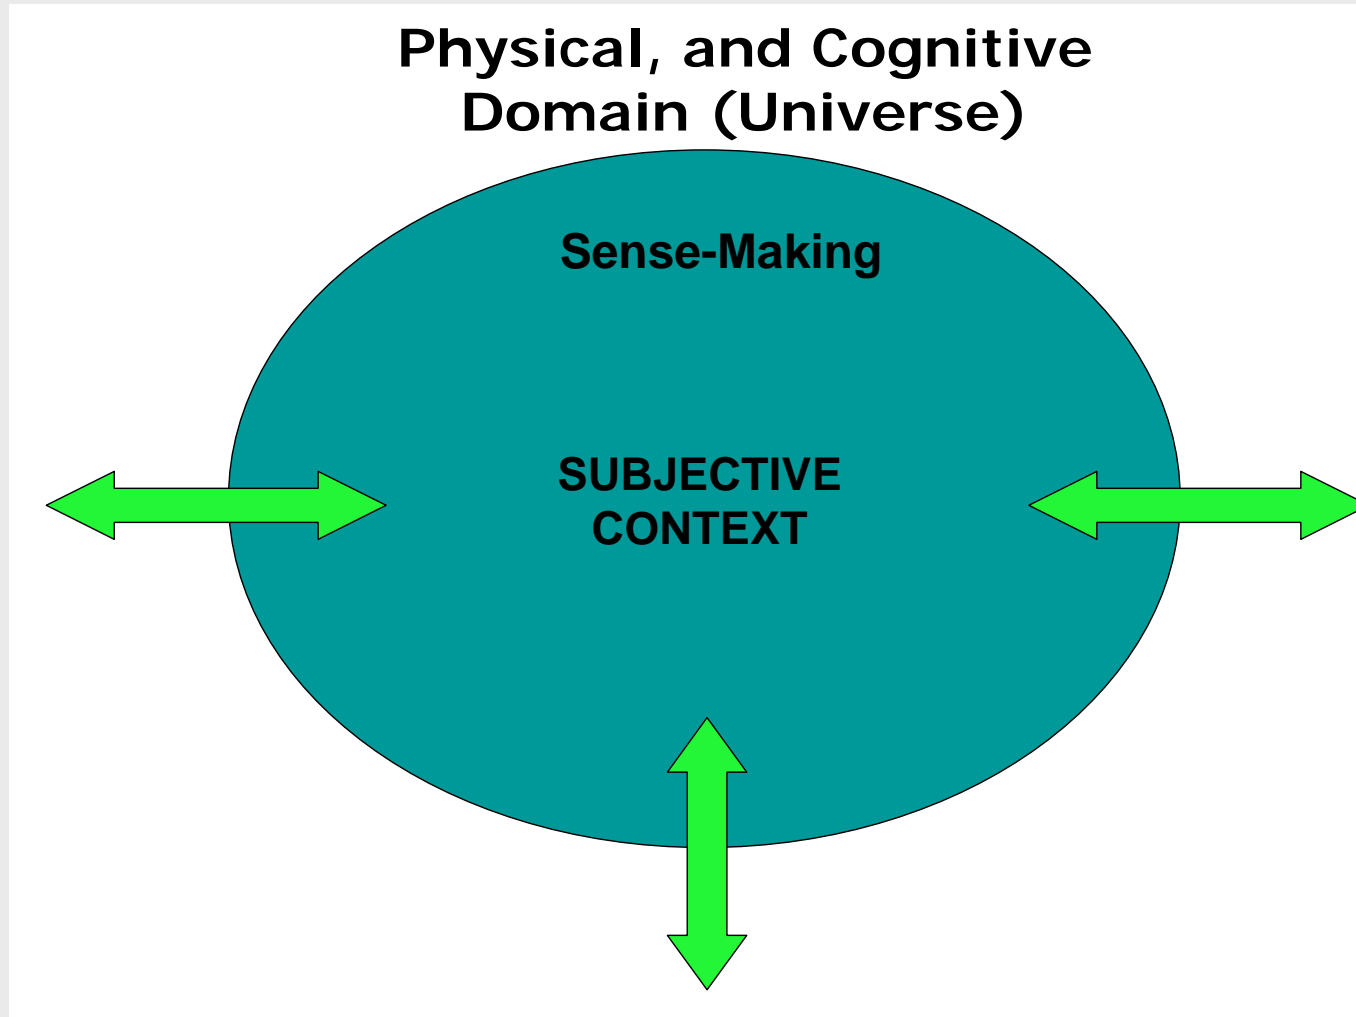 Physical, and Cognitive
Domain (Universe)
Sense-Making
SUBJECTIVE
CONTEXT